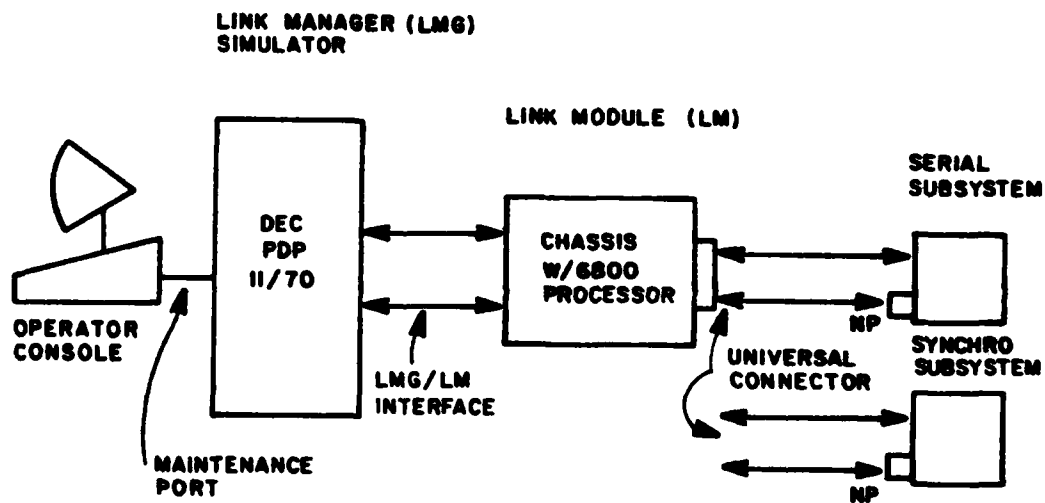 LINK MANAGER (LMG)
SIMULATOR
LINK MODULE (LM)
SERIAL
SUBSYSTEM
DEC
PDP
11/70
CHASSIS
W/6800
PROCESSOR
OPERATOR
CONSOLE
LMG/LM
INTERFACE
UNIVERSAL
CONNECTOR
NP
SYNCHRO
SUBSYSTEM
MAINTENANCE
PORT
NP